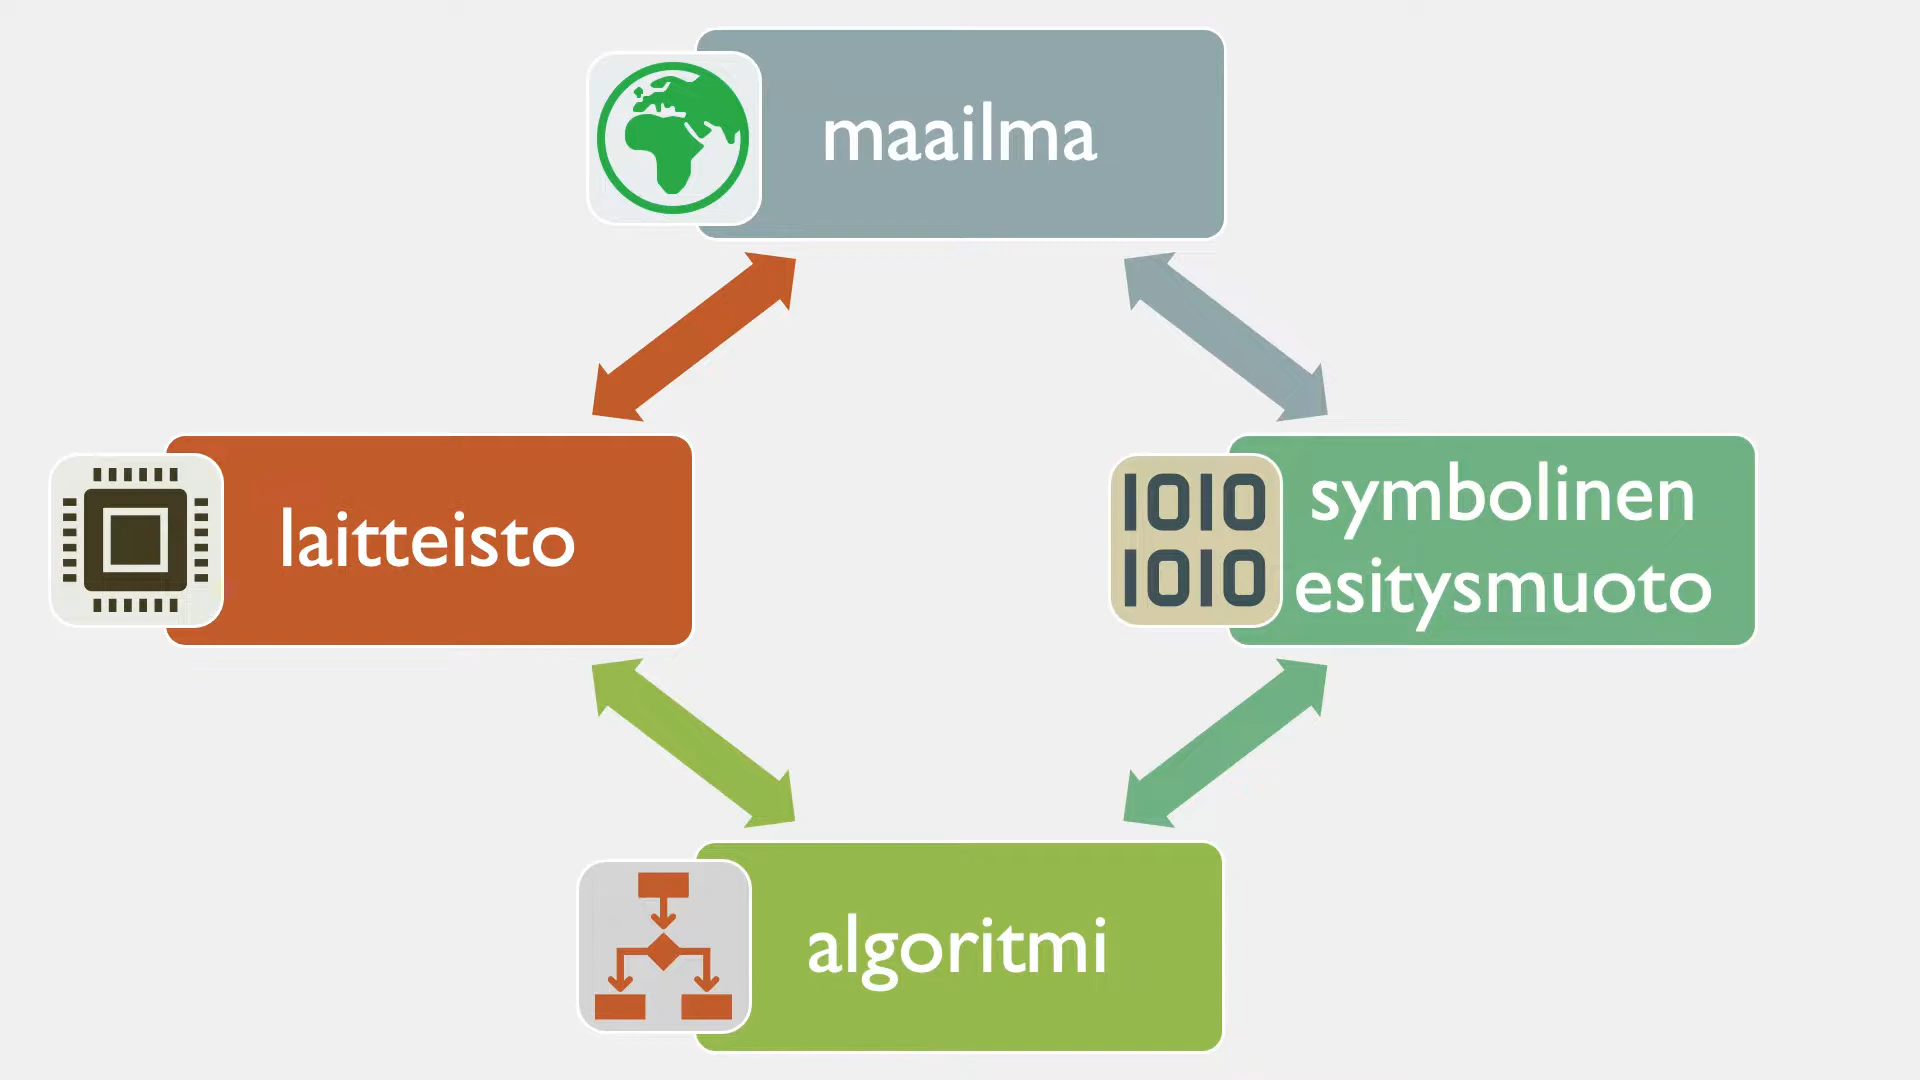 maailma
laitteisto
symbolinen
esitysmuoto
1010
1010
algoritmi